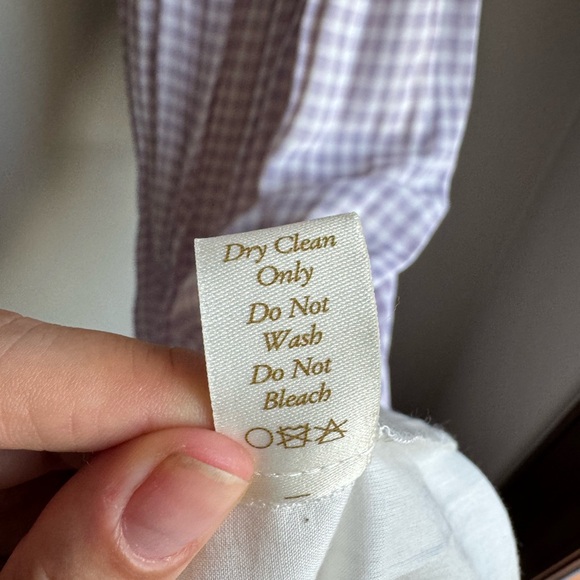 Dry Clean
Only
Do Not
Wash
Do Not
Bleach